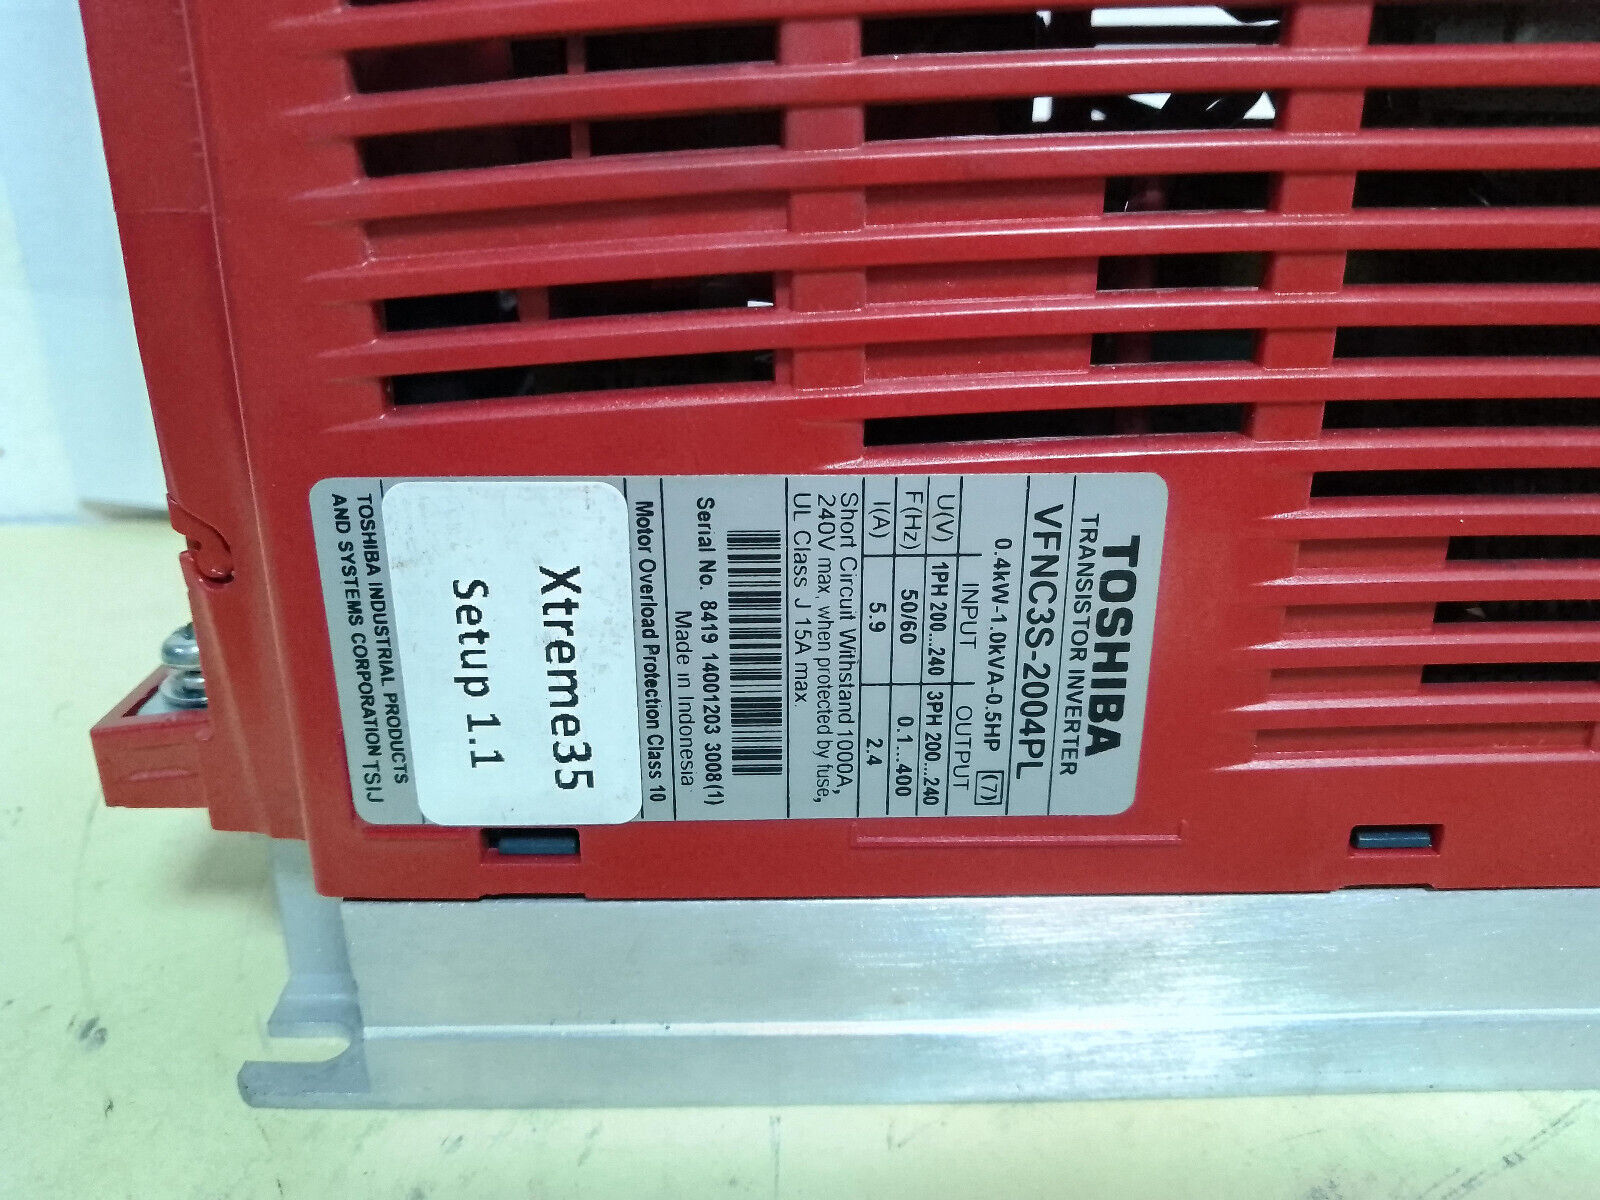 TOSHIBA
TRANSISTOR INVERTER
VFNC3S-2004PL
0.4kW-1.0kVA-0.5HP (7)
INPUT OUTPUT
U(V) 1PH 200...240 3PH 200...240
F(Hz) 50/60 0.1...400
I(A) 5.9 2.4
Short Circuit Withstand 1000A,
240V max, when protected by fuse,
UL Class J 15A max.
Serial No. 8419 14001203 3008(1)
Made in Indonesia
Motor Overload Protection Class 10
Xtreme35
Setup 1.1
TOSHIBA INDUSTRIAL PRODUCTS
AND SYSTEMS CORPORATION TSIJ